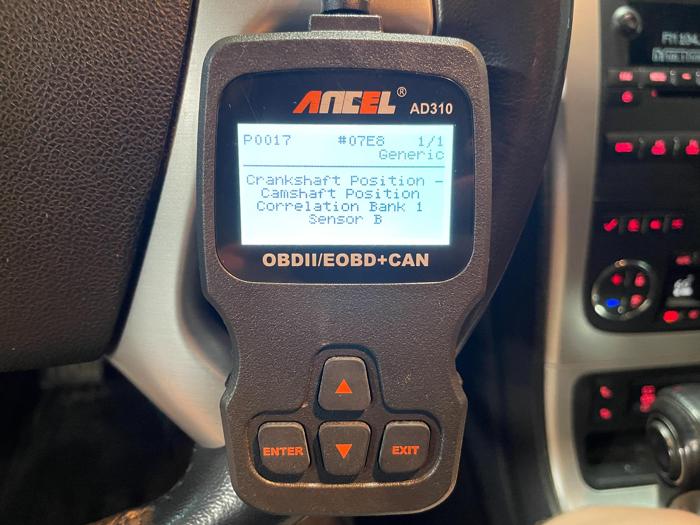 ANCEL®
AD310
P0017 #07E8 1/1
Generic
Crankshaft Position -
Camshaft Position
Correlation Bank 1
Sensor B
OBDII/EOBD+CAN
ENTER
EXIT